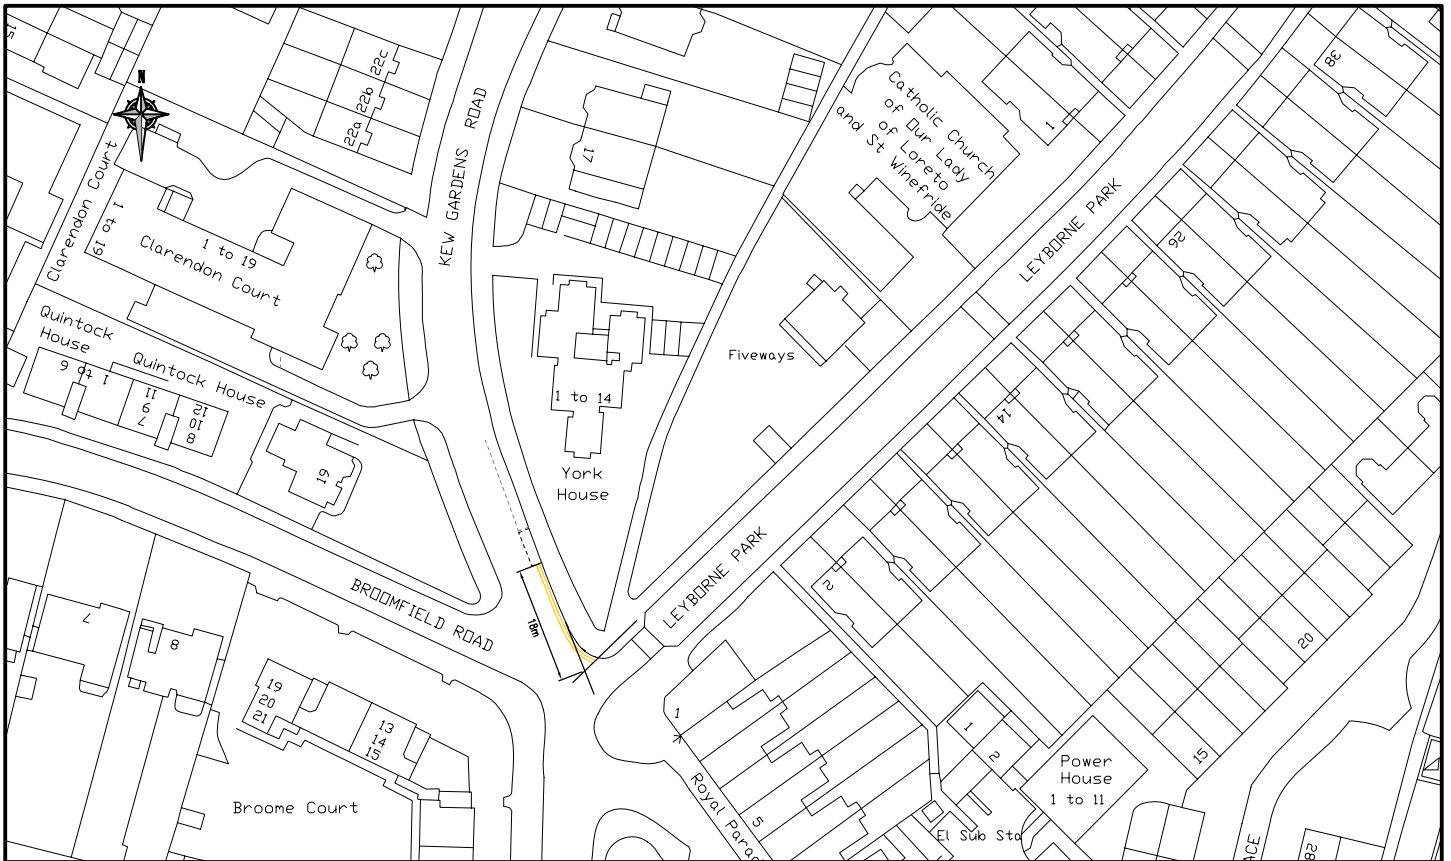 15
N
22c
22b
22a
KEW GARDENS ROAD
17
Catholic Church
of Our Lady
of Loreto
and St Winefride
1
38
Clarendon Court
1 to 19
1 to 19
Clarendon Court
LEYBORNE PARK
26
Quintock
House
Quintock House
1 to 6
11
9
7
12
10
8
19
Fiveways
1 to 14
York
House
14
LEYBORNE PARK
2
BROOMFIELD ROAD
18m
7
8
19
20
21
13
14
15
Broome Court
1
Royal Parad
5
1
2
Power
House
1 to 11
El Sub Sta
20
15
ACE
28